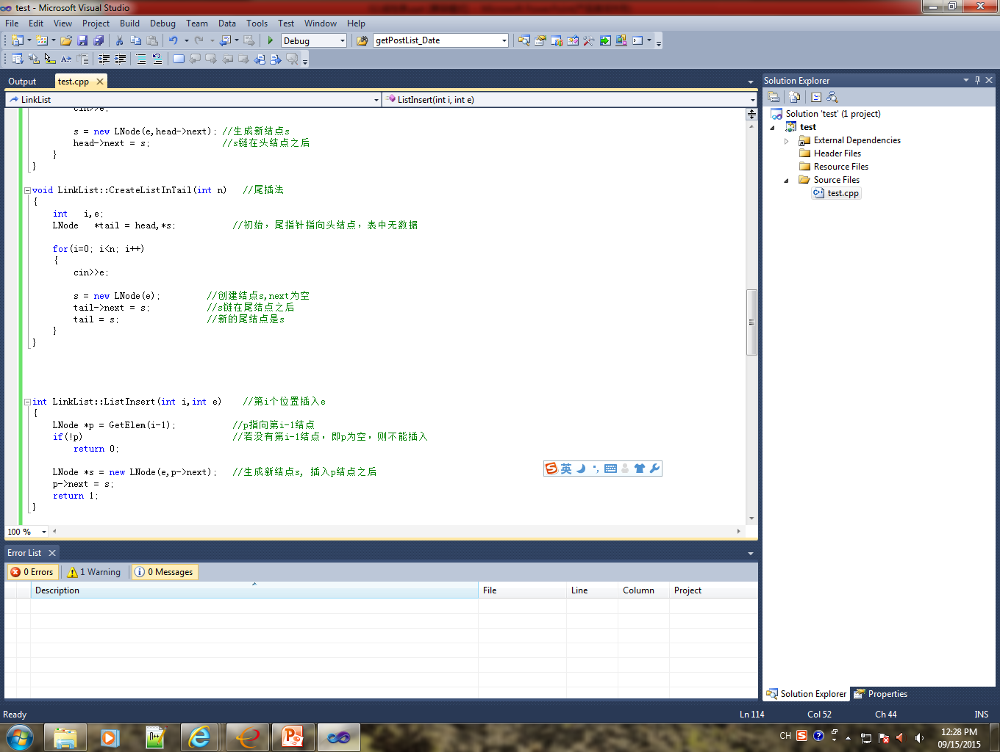 test - Microsoft Visual Studio
File Edit View Project Build Debug Team Data Tools Test Window Help
Debug getPostList_Date
Output test.cpp
LinkList ListInsert(int i, int e)
cin>>e;
s = new LNode(e,head->next); //生成新结点s
head->next = s; //s链在头结点之后
}
}
void LinkList::CreateListInTail(int n) //尾插法
{
int i,e;
LNode *tail = head,*s; //初始，尾指针指向头结点，表中无数据
for(i=0; i<n; i++)
{
cin>>e;
s = new LNode(e); //创建结点s,next为空
tail->next = s; //s链在尾结点之后
tail = s; //新的尾结点是s
}
}
int LinkList::ListInsert(int i,int e) //第i个位置插入e
{
LNode *p = GetElem(i-1); //p指向第i-1结点
if(!p) //若没有第i-1结点，即p为空，则不能插入
return 0;
LNode *s = new LNode(e,p->next); //生成新结点s, 插入p结点之后
p->next = s;
return 1;
}
100 %
英
Solution Explorer
Solution 'test' (1 project)
test
External Dependencies
Header Files
Resource Files
Source Files
test.cpp
Solution Explorer Properties
Error List
0 Errors 1 Warning 0 Messages
Description File Line Column Project
Ready Ln 114 Col 52 Ch 44 INS
CH 12:28 PM
09/15/2015